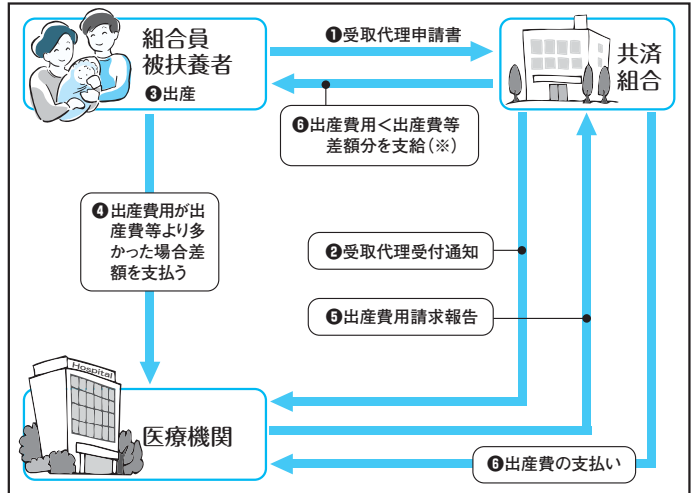 組合員
被扶養者
❸出産
❶受取代理申請書
共済
組合
❻出産費用＜出産費等
差額分を支給(※)
❹出産費用が出
産費等より多
かった場合差
額を支払う
❷受取代理受付通知
❺出産費用請求報告
Hospital
医療機関
❻出産費の支払い